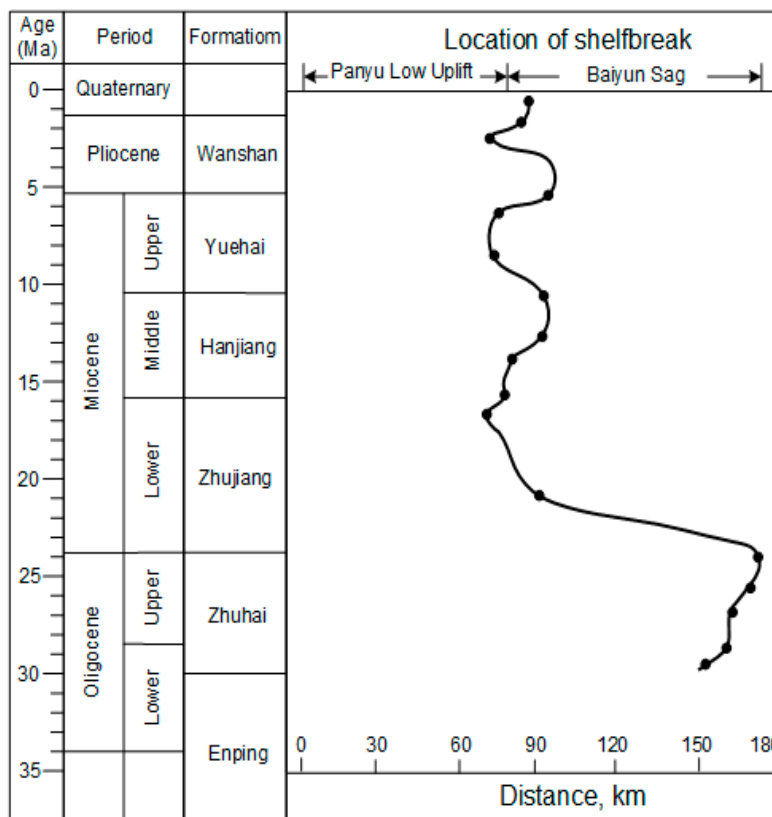 Age
(Ma)
Period
Formatiom
Location of shelfbreak
Panyu Low Uplift
Baiyun Sag
0
Quaternary
Pliocene
Wanshan
5
Miocene
Upper
Yuehai
10
Middle
Hanjiang
15
Lower
Zhujiang
20
25
Oligocene
Upper
Zhuhai
30
Lower
Enping
35
0 30 60 90 120 150 180
Distance, km